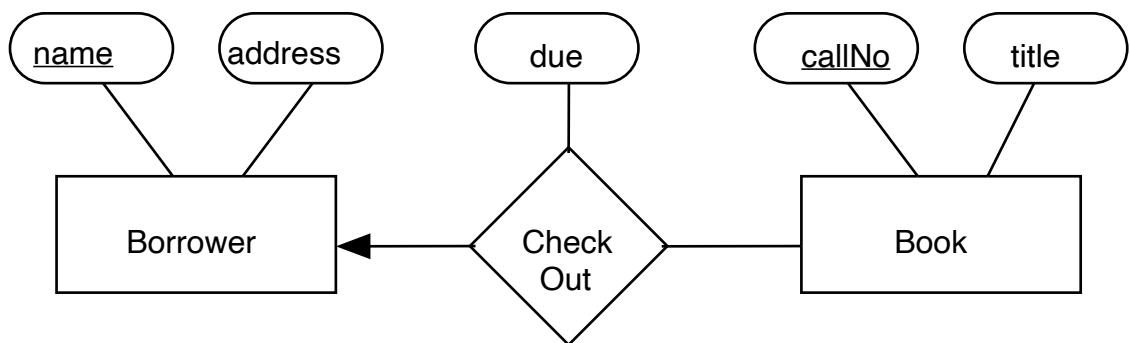 name
address
due
callNo
title
Borrower
Check
Out
Book